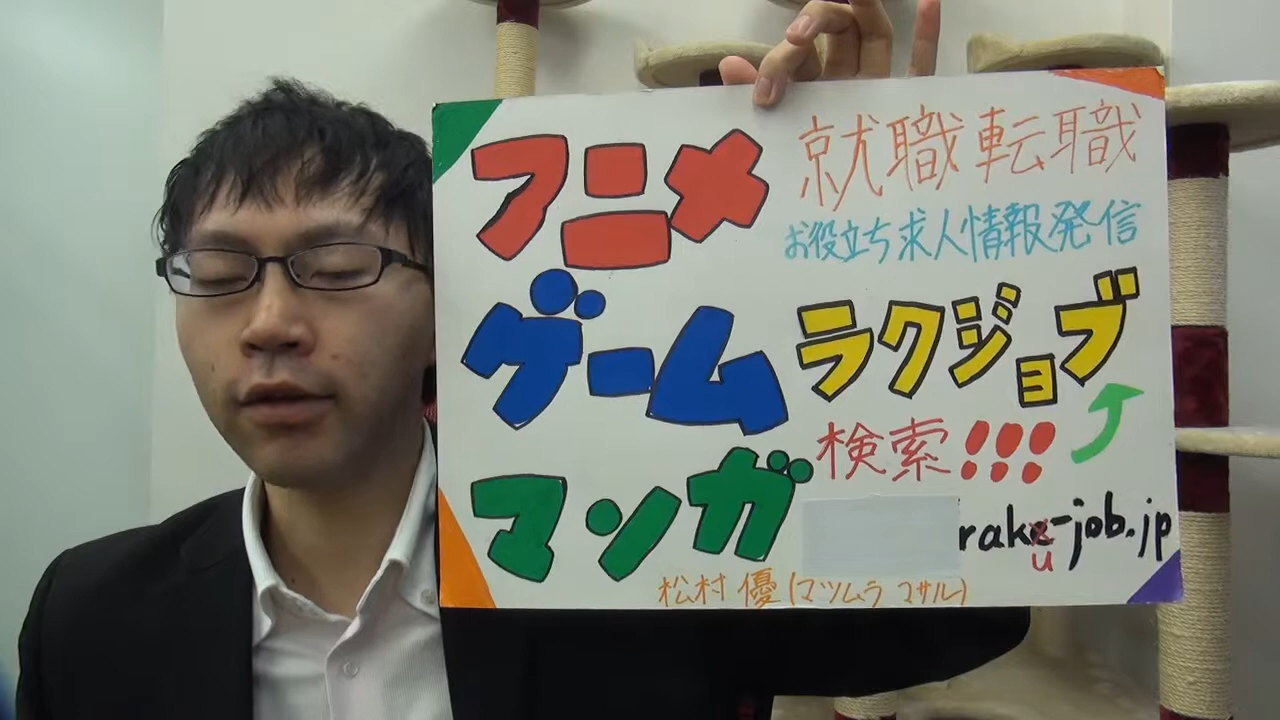 アニメ
ゲーム
マンガ
就職転職
お役立ち求人情報発信
ラクジョブ
検索!!!
raku-job.jp
松村 優(マツムラ マサル)